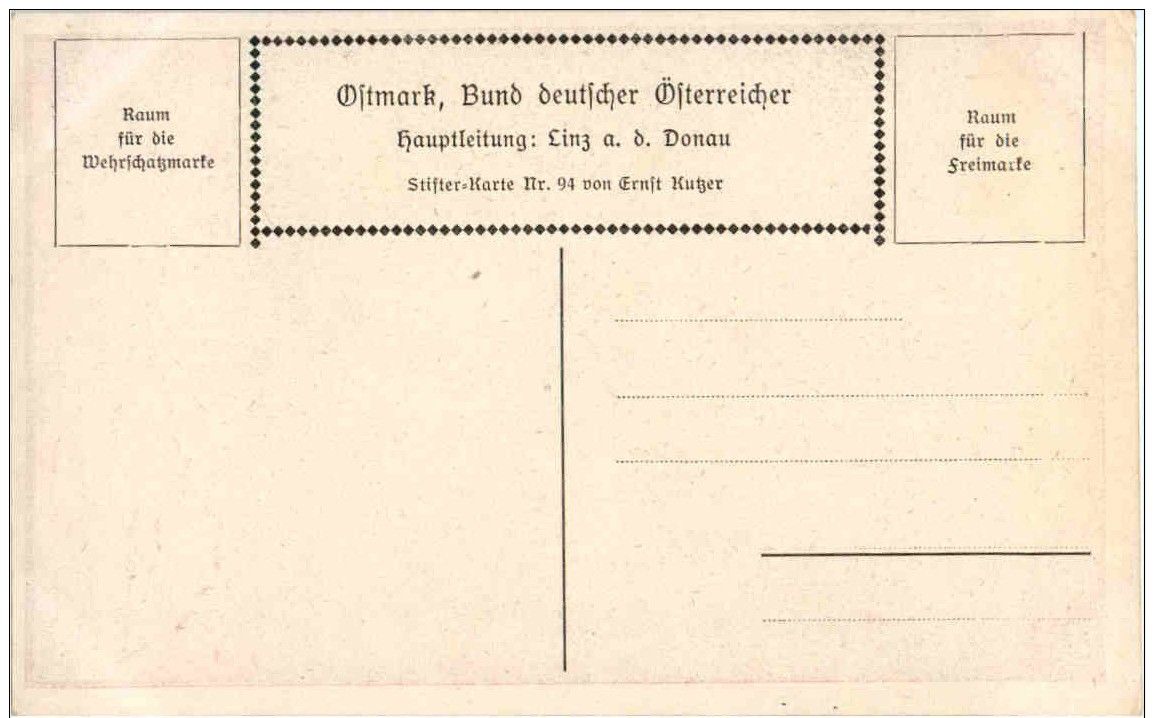 Raum
für die
Wehrschatzmarke
Ostmark, Bund deutscher Österreicher
Hauptleitung: Linz a. d. Donau
Stifter-Karte Nr. 94 von Ernst Kutzer
Raum
für die
Freimarke